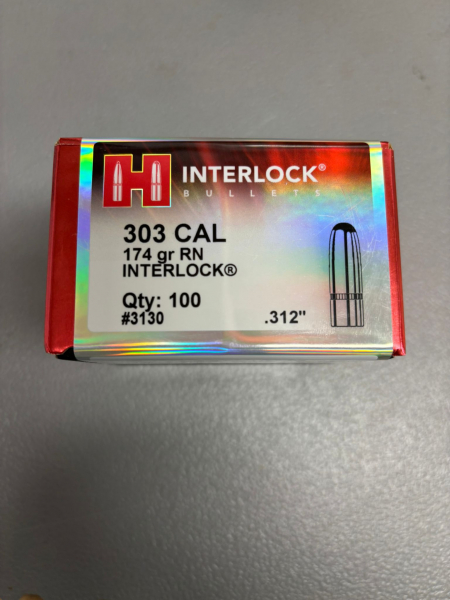 H INTERLOCK®
BULLETS
303 CAL
174 gr RN
INTERLOCK®
Qty: 100
#3130 .312"